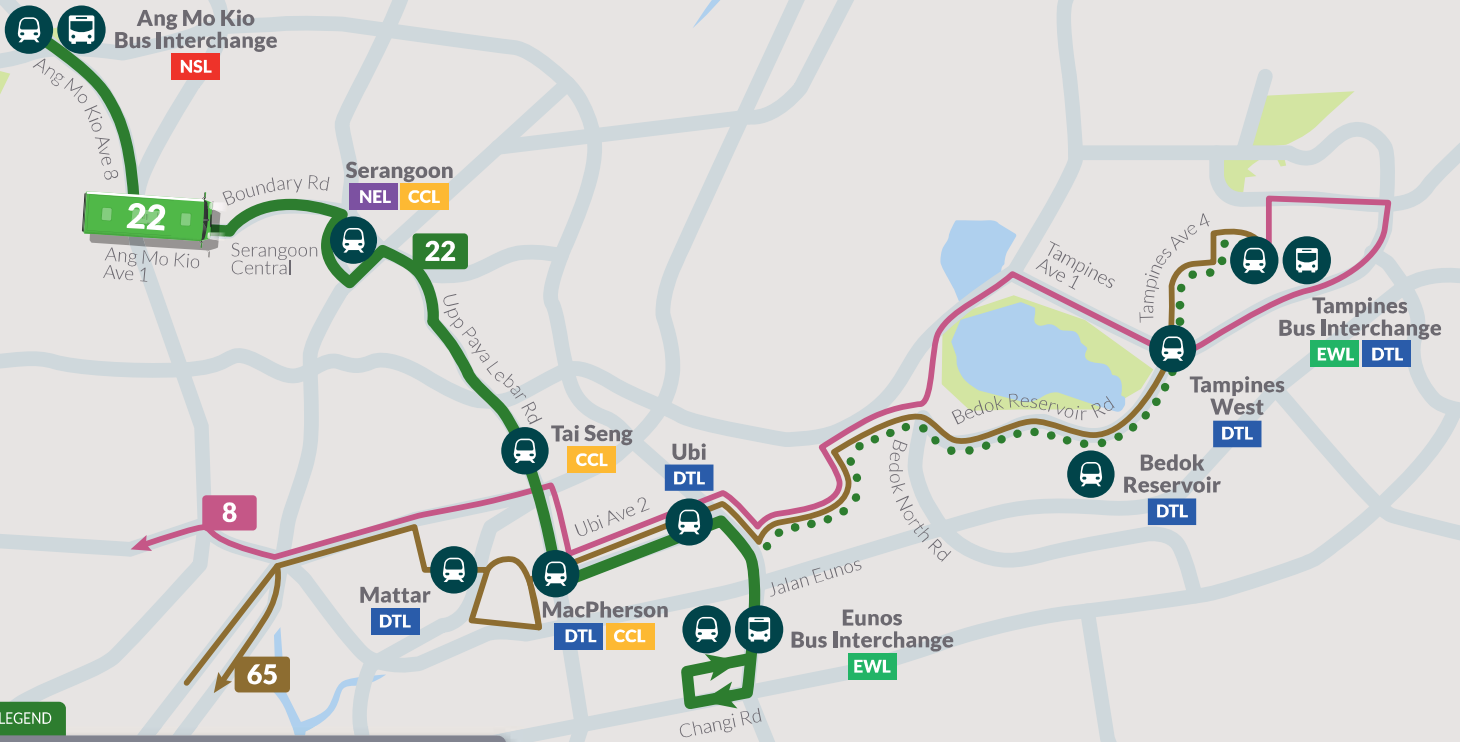 Ang Mo Kio
Bus Interchange
NSL
Ang Mo Kio Ave 8
22
Ang Mo Kio
Ave 1
Boundary Rd
Serangoon
Central
Serangoon
NEL CCL
22
Upp Paya Lebar Rd
Tai Seng
CCL
Ubi
DTL
Ubi Ave 2
8
Mattar
DTL
MacPherson
DTL CCL
65
LEGEND
Jalan Eunos
Eunos
Bus Interchange
EWL
Changi Rd
Bedok North Rd
Bedok Reservoir Rd
Bedok
Reservoir
DTL
Tampines
Ave 1
Tampines Ave 4
Tampines
Bus Interchange
EWL DTL
Tampines
West
DTL